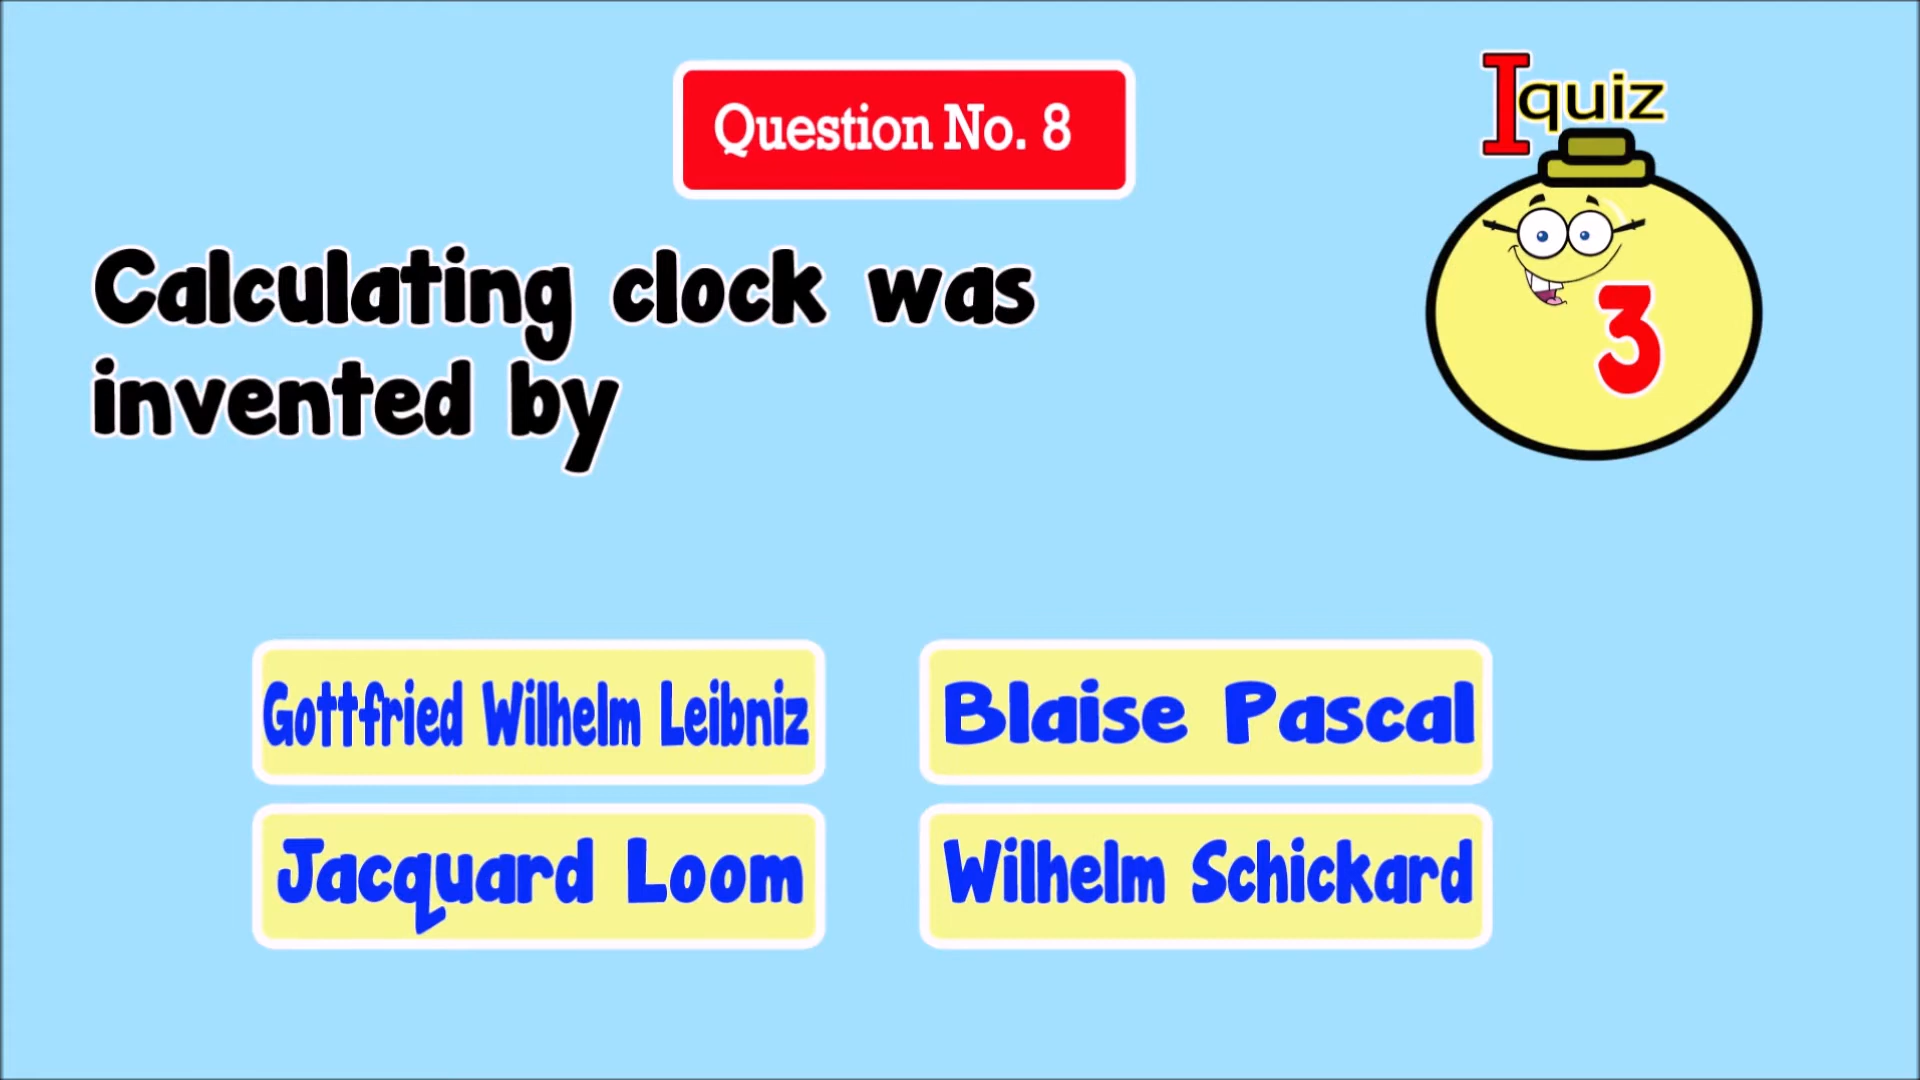 Question No. 8
Iquiz
Calculating clock was
invented by
3
Gottfried Wilhelm Leibniz
Blaise Pascal
Jacquard Loom
Wilhelm Schickard